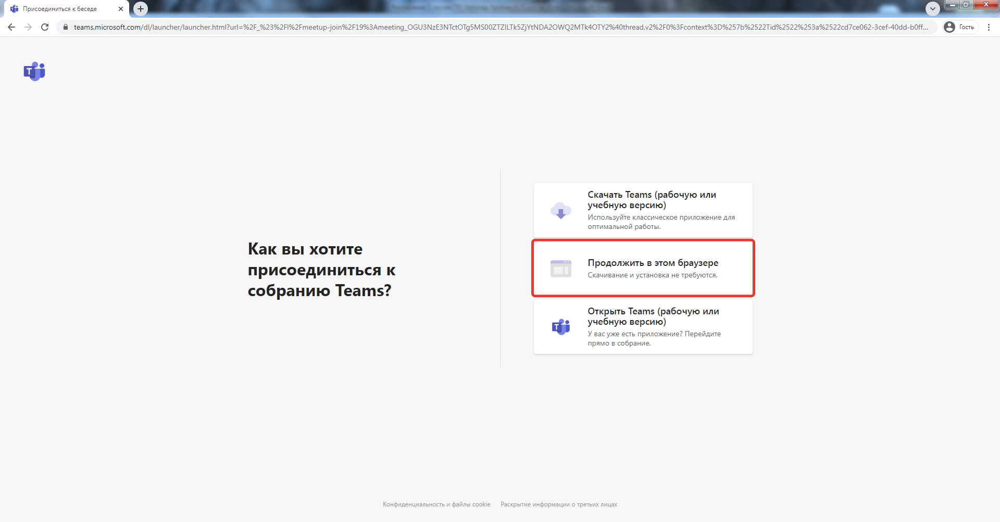 Присоединиться к беседе
teams.microsoft.com/dl/launcher/launcher.html?url=%2F_%23%2Fl%2Fmeetup-join%2F19%3Ameeting_OGU3NzE3NTctOTg5MS00ZTZlLTk5ZjYtNDA2OWQ2MTk4OTY2%40thread.v2%2F0%3Fcontext%3D%257b%2522Tid%2522%253a%2522cd7ce062-3cef-40dd-b0ff...
Гость
T
Как вы хотите
присоединиться к
собранию Teams?
Скачать Teams (рабочую или
учебную версию)
Используйте классическое приложение для
оптимальной работы.
Продолжить в этом браузере
Скачивание и установка не требуются.
T
Открыть Teams (рабочую или
учебную версию)
У вас уже есть приложение? Перейдите
прямо в собрание.
Конфиденциальность и файлы cookie
Раскрытие информации о третьих лицах